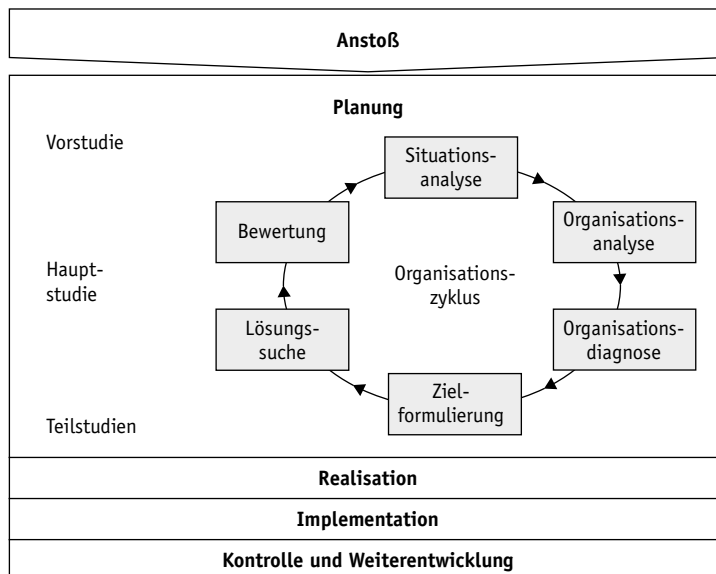 Anstoß
Planung
Vorstudie
Situations-
analyse
Bewertung
Organisations-
analyse
Haupt-
studie
Organisations-
zyklus
Lösungs-
suche
Organisations-
diagnose
Ziel-
formulierung
Teilstudien
Realisation
Implementation
Kontrolle und Weiterentwicklung